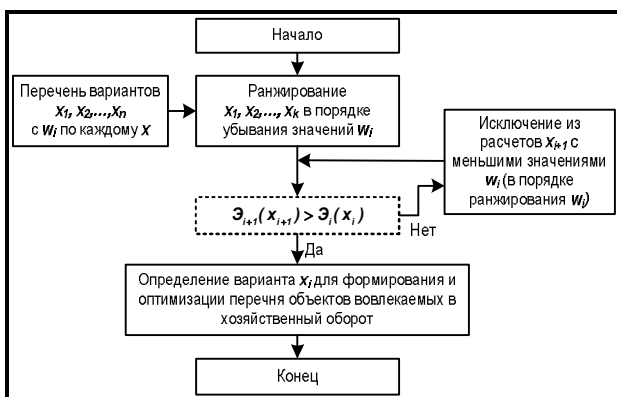 Начало
Перечень вариантов
X₁, X₂,...,Xₙ
с Wᵢ по каждому X
Ранжирование
X₁, X₂,..., Xₖ в порядке
убывания значений Wᵢ
Исключение из
расчетов Xᵢ₊₁ с
меньшими значениями
Wᵢ (в порядке
ранжирования Wᵢ)
Эᵢ₊₁(xᵢ₊₁) > Эᵢ(xᵢ)
Нет
Да
Определение варианта Xᵢ для формирования и
оптимизации перечня объектов вовлекаемых в
хозяйственный оборот
Конец